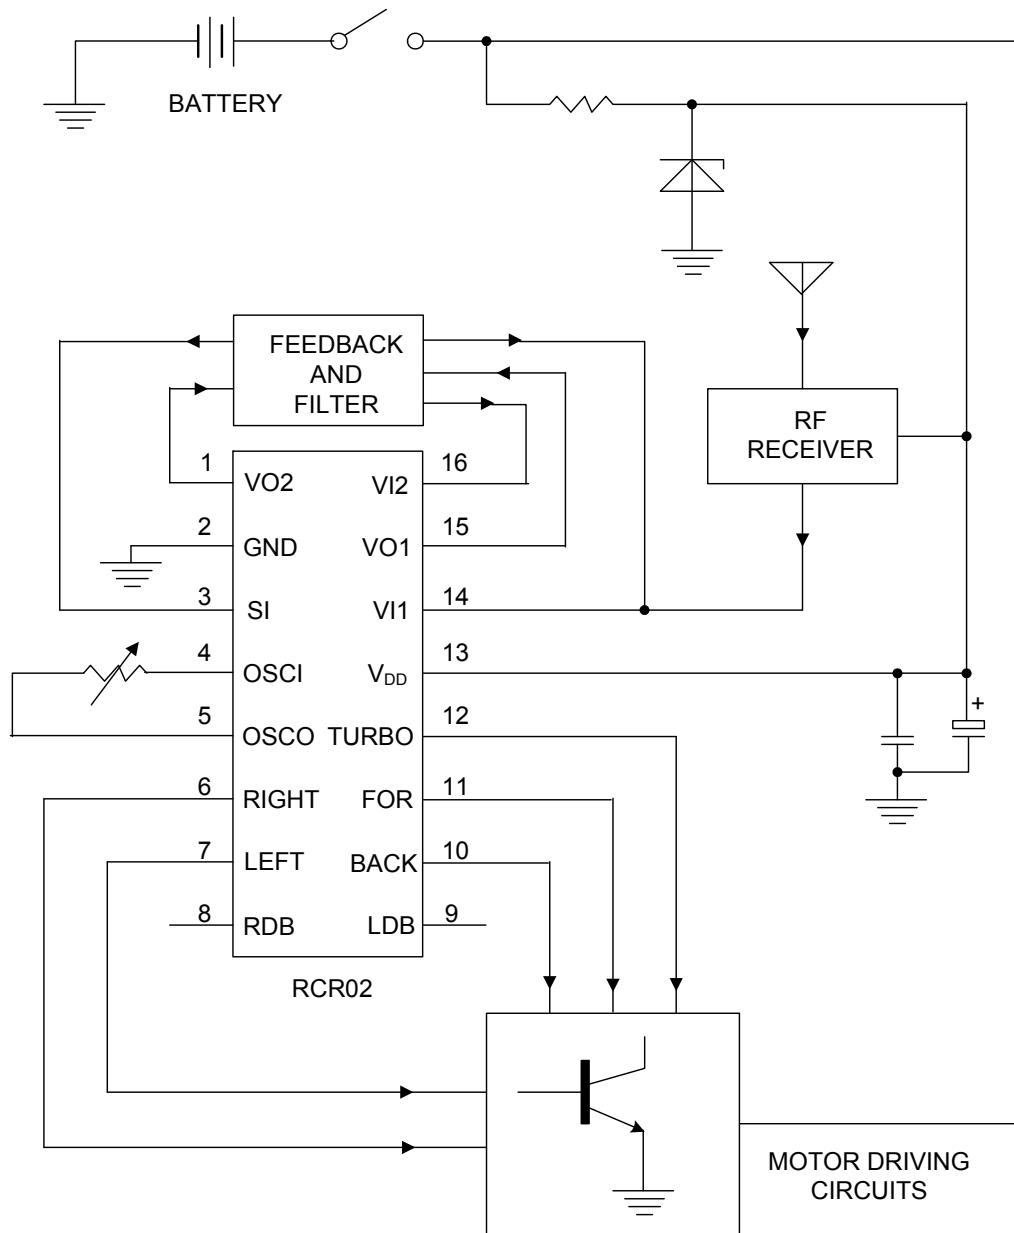 BATTERY
FEEDBACK
AND
FILTER
RF
RECEIVER
1 VO2 VI2 16
2 GND VO1 15
3 SI VI1 14
4 OSCI VDD 13
5 OSCO TURBO 12
6 RIGHT FOR 11
7 LEFT BACK 10
8 RDB LDB 9
+
RCR02
MOTOR DRIVING
CIRCUITS